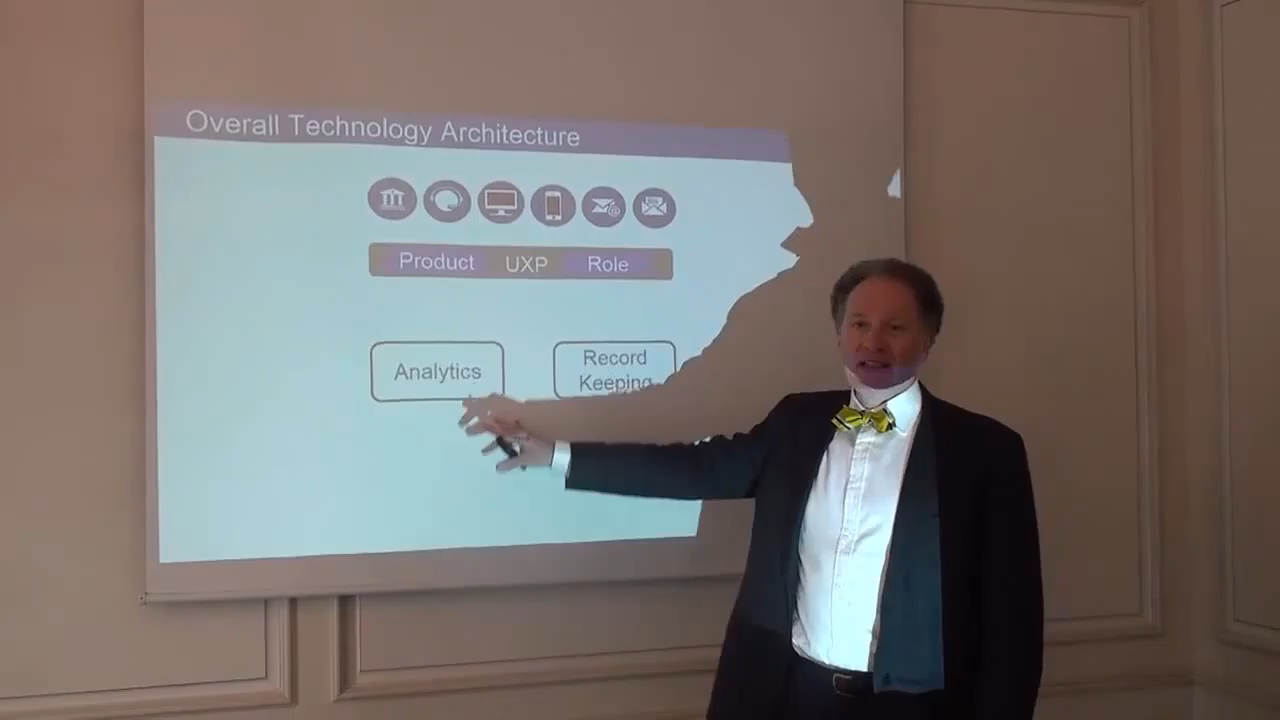 Overall Technology Architecture
Product UXP Role
Analytics
Record
Keeping